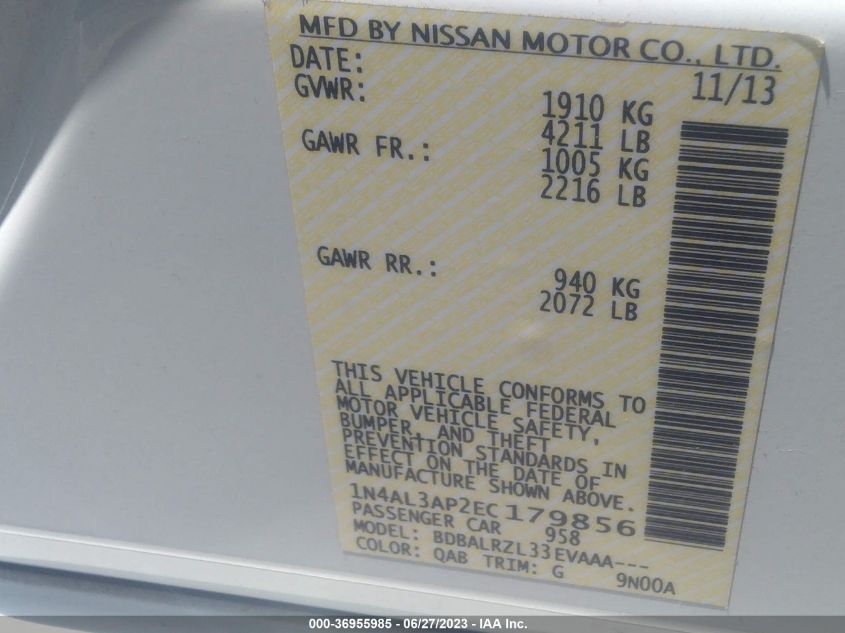 MFD BY NISSAN MOTOR CO., LTD.
DATE: 11/13
GVWR: 1910 KG
4211 LB
GAWR FR.: 1005 KG
2216 LB
GAWR RR.: 940 KG
2072 LB
THIS VEHICLE CONFORMS TO
ALL APPLICABLE FEDERAL
MOTOR VEHICLE SAFETY,
BUMPER, AND THEFT
PREVENTION STANDARDS IN
EFFECT ON THE DATE OF
MANUFACTURE SHOWN ABOVE.
1N4AL3AP2EC179856
PASSENGER CAR 958
MODEL: BDBALRZL33EVAAA---
COLOR: QAB TRIM: G 9N00A
000-36955985 - 06/27/2023 - IAA Inc.